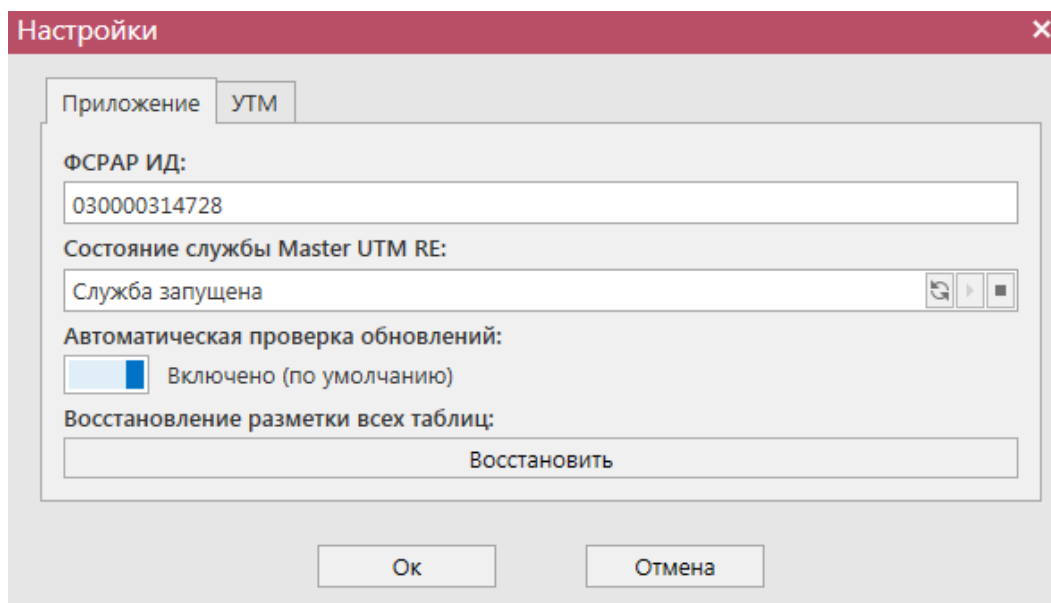 Настройки
Приложение УТМ
ФСРАР ИД:
030000314728
Состояние службы Master UTM RE:
Служба запущена
Автоматическая проверка обновлений:
Включено (по умолчанию)
Восстановление разметки всех таблиц:
Восстановить
Ок Отмена